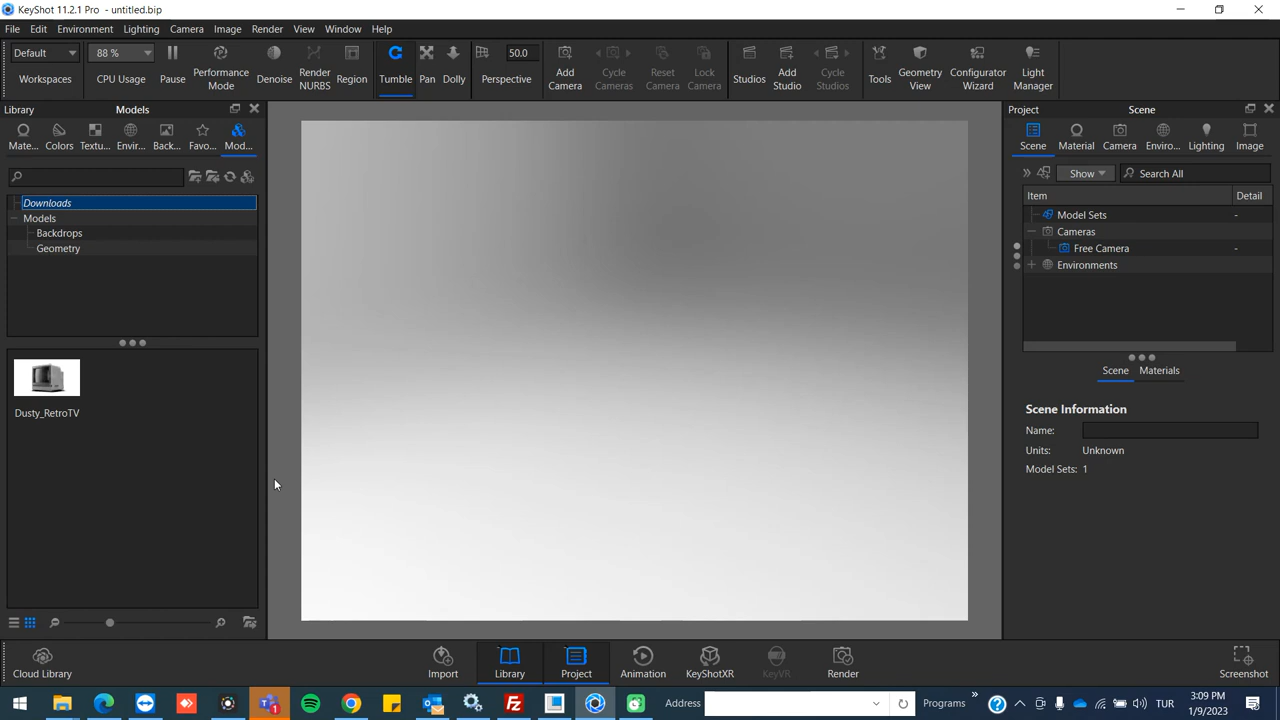 KeyShot 11.2.1 Pro - untitled.bip
File Edit Environment Lighting Camera Image Render View Window Help
Default 88 % 50.0
Workspaces CPU Usage Pause Performance Mode Denoise Render NURBS Region Tumble Pan Dolly Perspective Add Camera Cycle Cameras Reset Camera Lock Camera Studios Add Studio Cycle Studios Tools Geometry View Configurator Wizard Light Manager
Library Models Project Scene
Mate... Colors Textu... Envir... Back... Favo... Mod... Scene Material Camera Enviro... Lighting Image
Show Search All
Downloads
Models
Backdrops
Geometry
Item Detail
Model Sets -
Cameras
Free Camera -
Environments
Scene Materials
Dusty_RetroTV
Scene Information
Name:
Units: Unknown
Model Sets: 1
Cloud Library Import Library Project Animation KeyShotXR KeyVR Render Screenshot
1 Address Programs » TUR 3:09 PM
1/9/2023